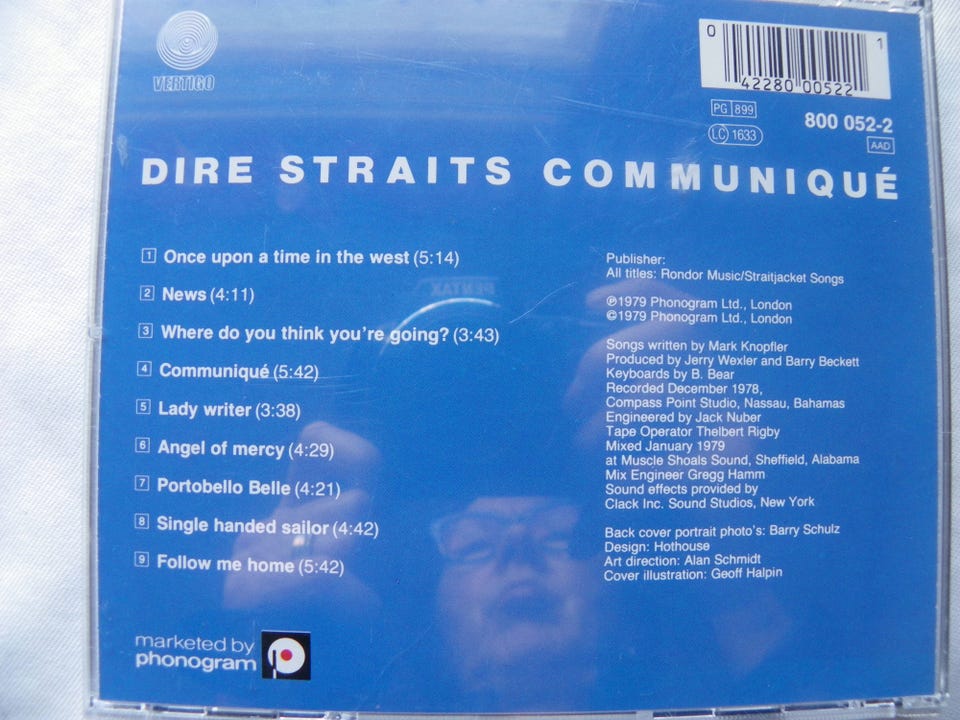 VERTIGO
0 42280 00522 1
PG 899
LC 1633
800 052-2
AAD
DIRE STRAITS COMMUNIQUÉ
1 Once upon a time in the west (5:14)
2 News (4:11)
3 Where do you think you're going? (3:43)
4 Communiqué (5:42)
5 Lady writer (3:38)
6 Angel of mercy (4:29)
7 Portobello Belle (4:21)
8 Single handed sailor (4:42)
9 Follow me home (5:42)
Publisher:
All titles: Rondor Music/Straitjacket Songs
℗1979 Phonogram Ltd., London
©1979 Phonogram Ltd., London
Songs written by Mark Knopfler
Produced by Jerry Wexler and Barry Beckett
Keyboards by B. Bear
Recorded December 1978,
Compass Point Studio, Nassau, Bahamas
Engineered by Jack Nuber
Tape Operator Thelbert Rigby
Mixed January 1979
at Muscle Shoals Sound, Sheffield, Alabama
Mix Engineer Gregg Hamm
Sound effects provided by
Clack Inc. Sound Studios, New York
Back cover portrait photo's: Barry Schulz
Design: Hothouse
Art direction: Alan Schmidt
Cover illustration: Geoff Halpin
marketed by
phonogram
PENTAX